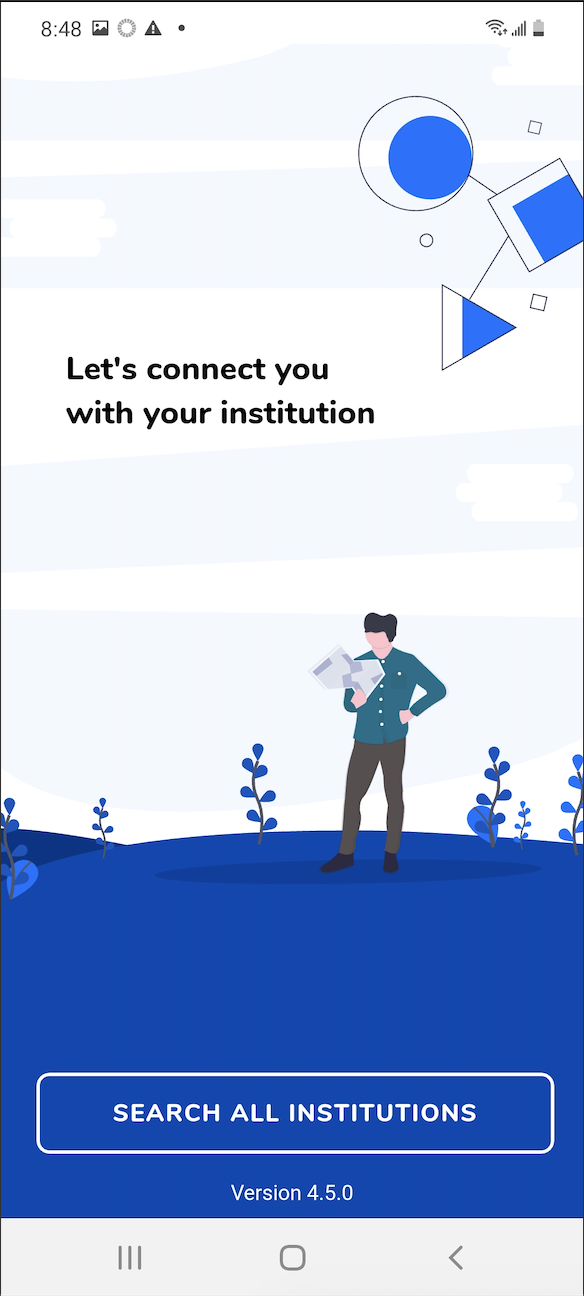 8:48
Let's connect you
with your institution
SEARCH ALL INSTITUTIONS
Version 4.5.0